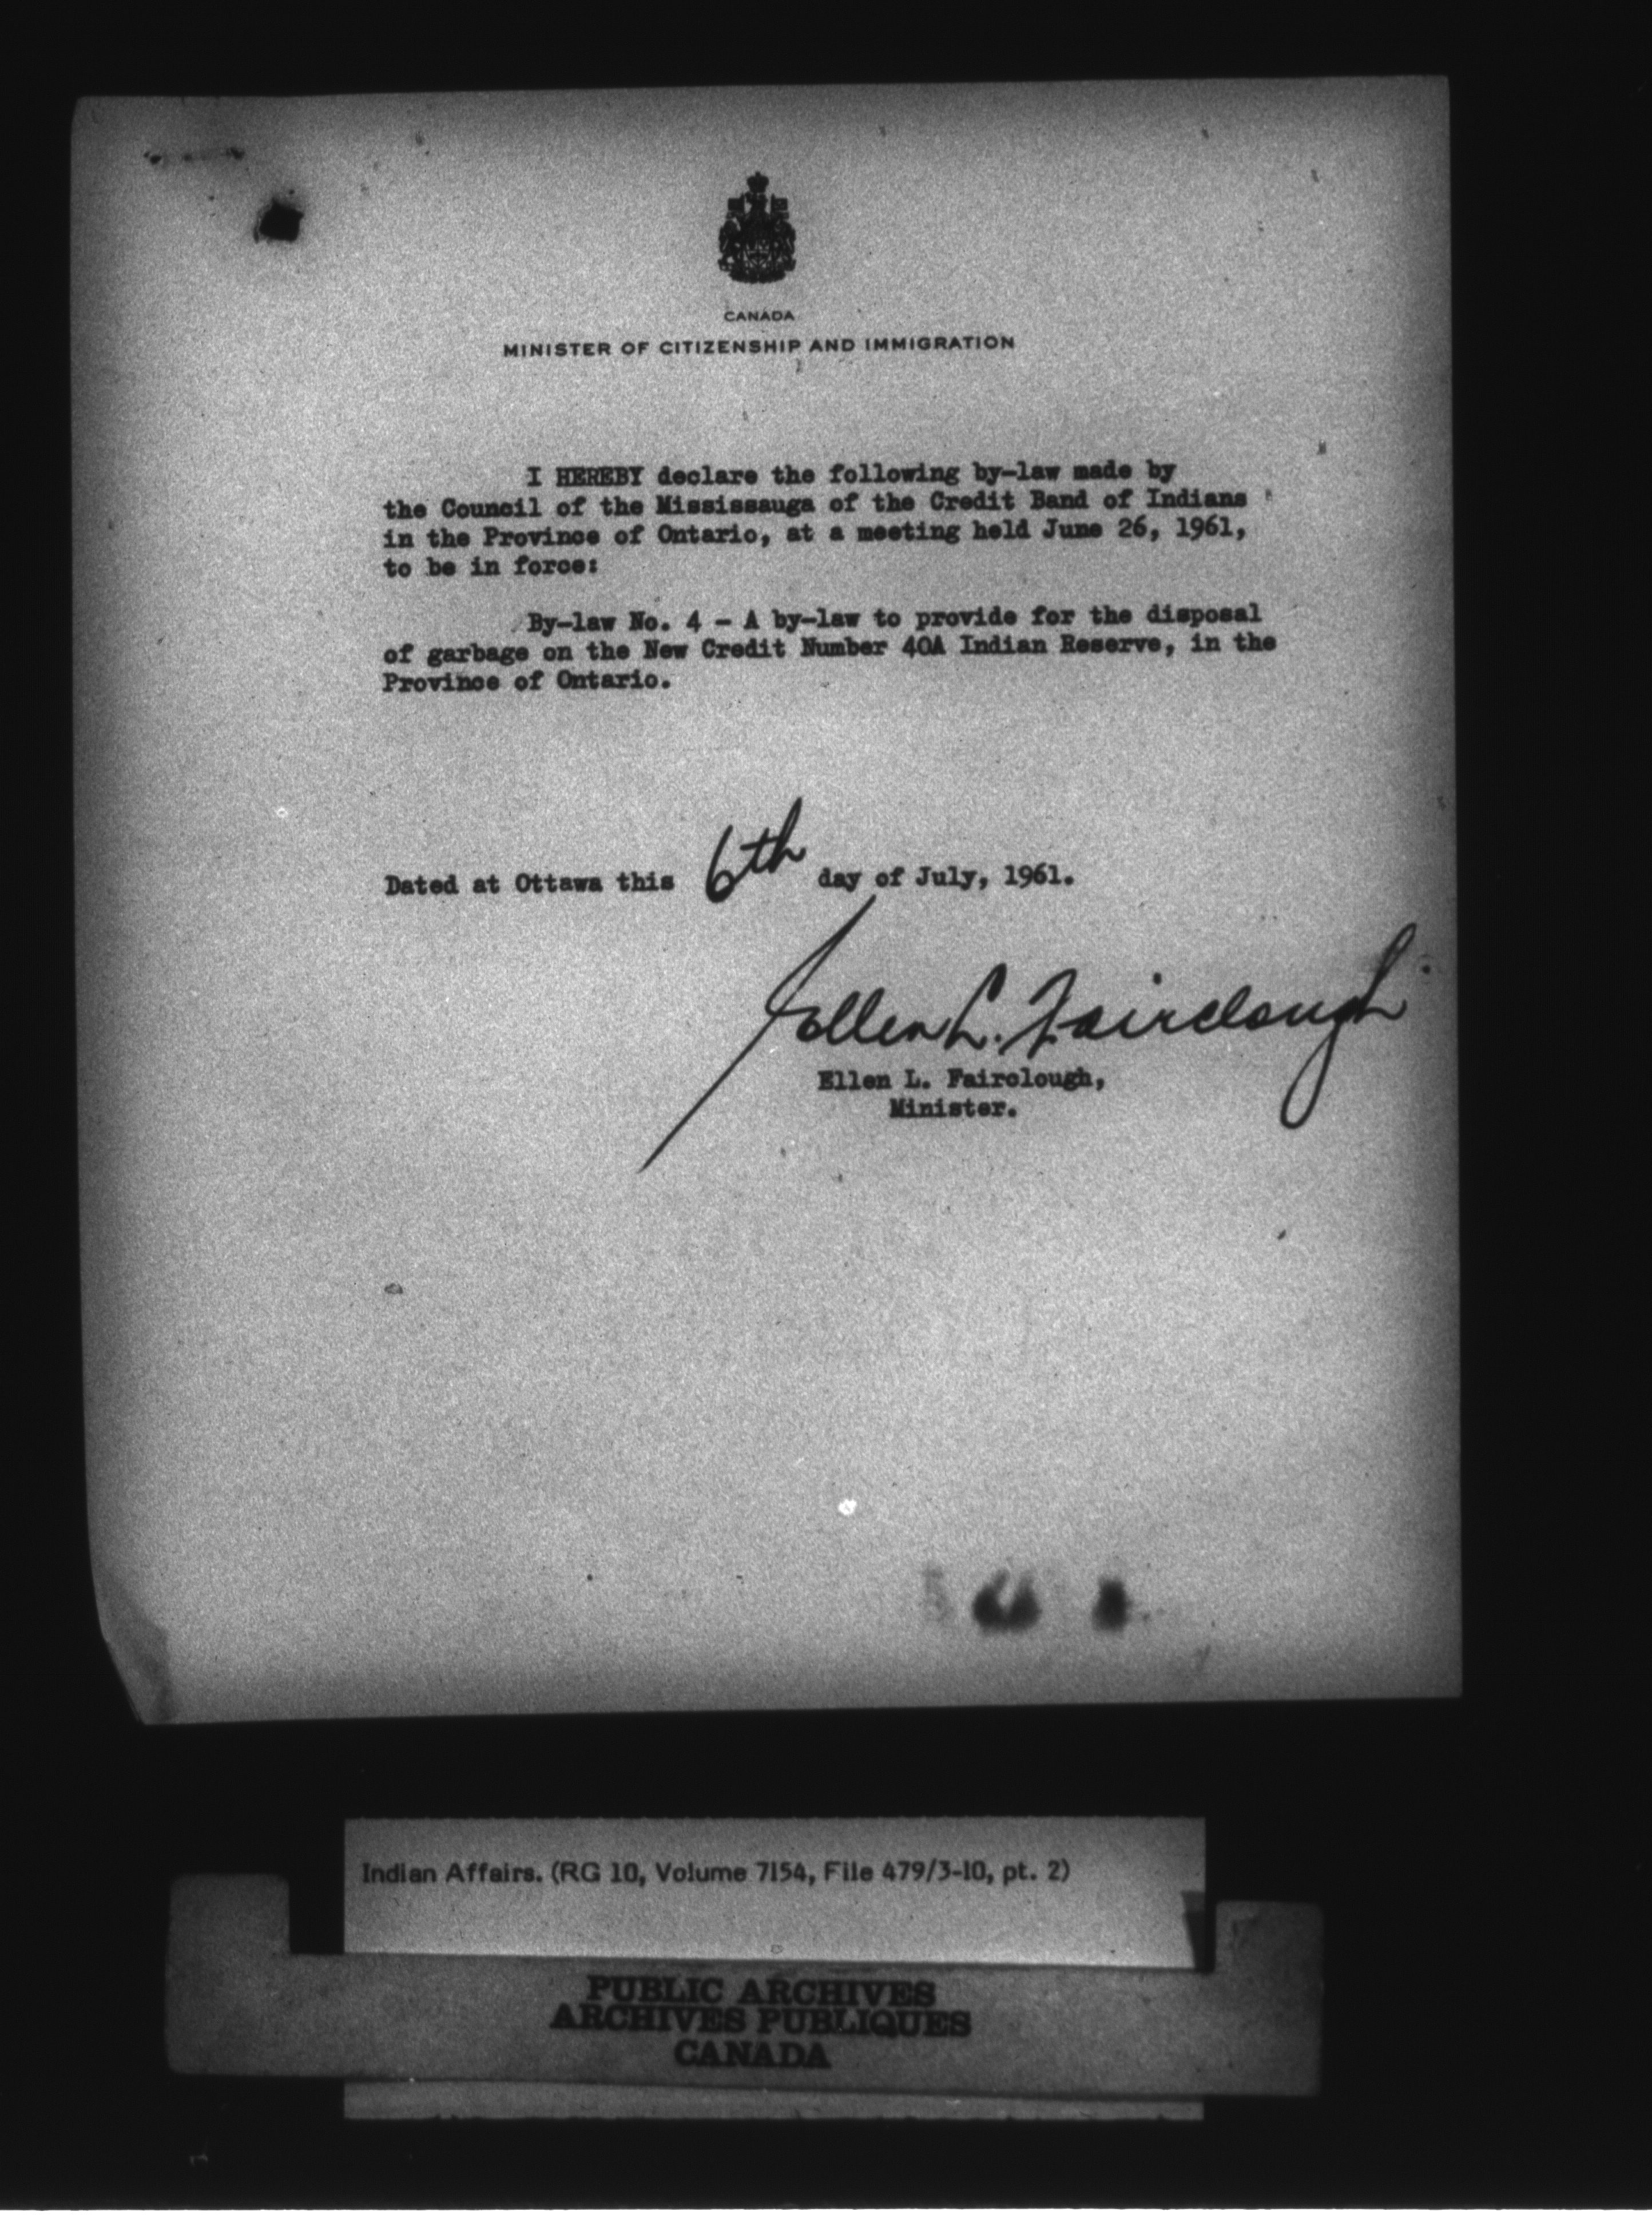 CANADA
MINISTER OF CITIZENSHIP AND IMMIGRATION
I HEREBY declare the following by-law made by
the Council of the Mississauga of the Credit Band of Indians
in the Province of Ontario, at a meeting held June 26, 1961,
to be in force:
By-law No. 4 - A by-law to provide for the disposal
of garbage on the New Credit Number 40A Indian Reserve, in the
Province of Ontario.
Dated at Ottawa this 6th day of July, 1961.
Ellen L. Fairclough
Ellen L. Fairclough,
Minister.
Indian Affairs. (RG 10, Volume 7154, File 479/3-10, pt. 2)
PUBLIC ARCHIVES
ARCHIVES PUBLIQUES
CANADA